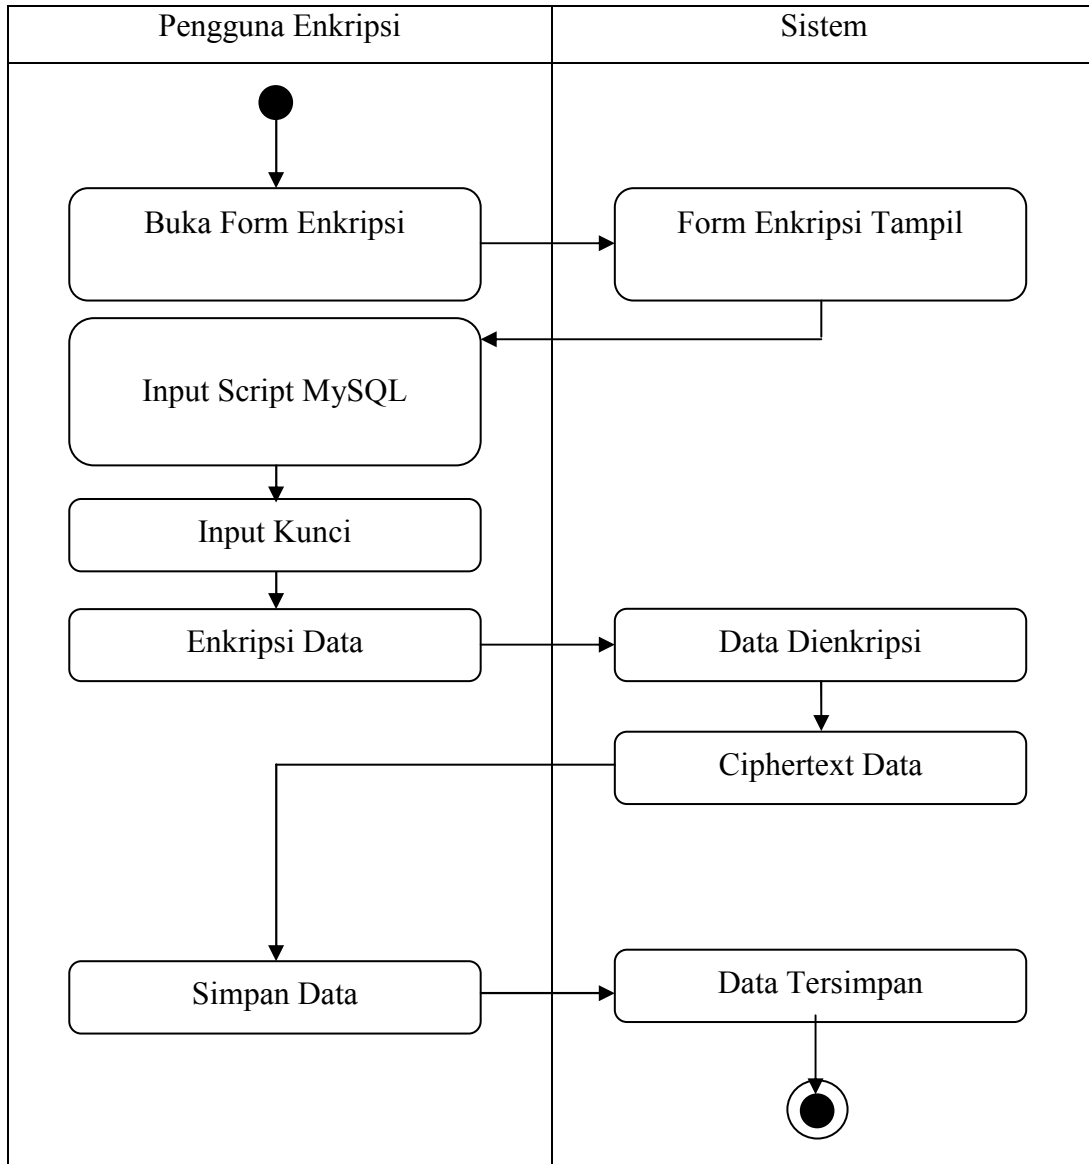 Pengguna Enkripsi
Sistem
Buka Form Enkripsi
Form Enkripsi Tampil
Input Script MySQL
Input Kunci
Enkripsi Data
Data Dienkripsi
Ciphertext Data
Simpan Data
Data Tersimpan